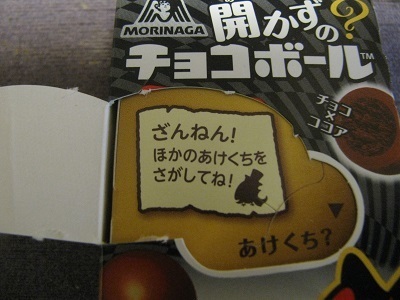 MORINAGA
開かずの?
チョコボール™
チョコ
×
ココア
ざんねん!
ほかのあけくちを
さがしてね!
あけくち?